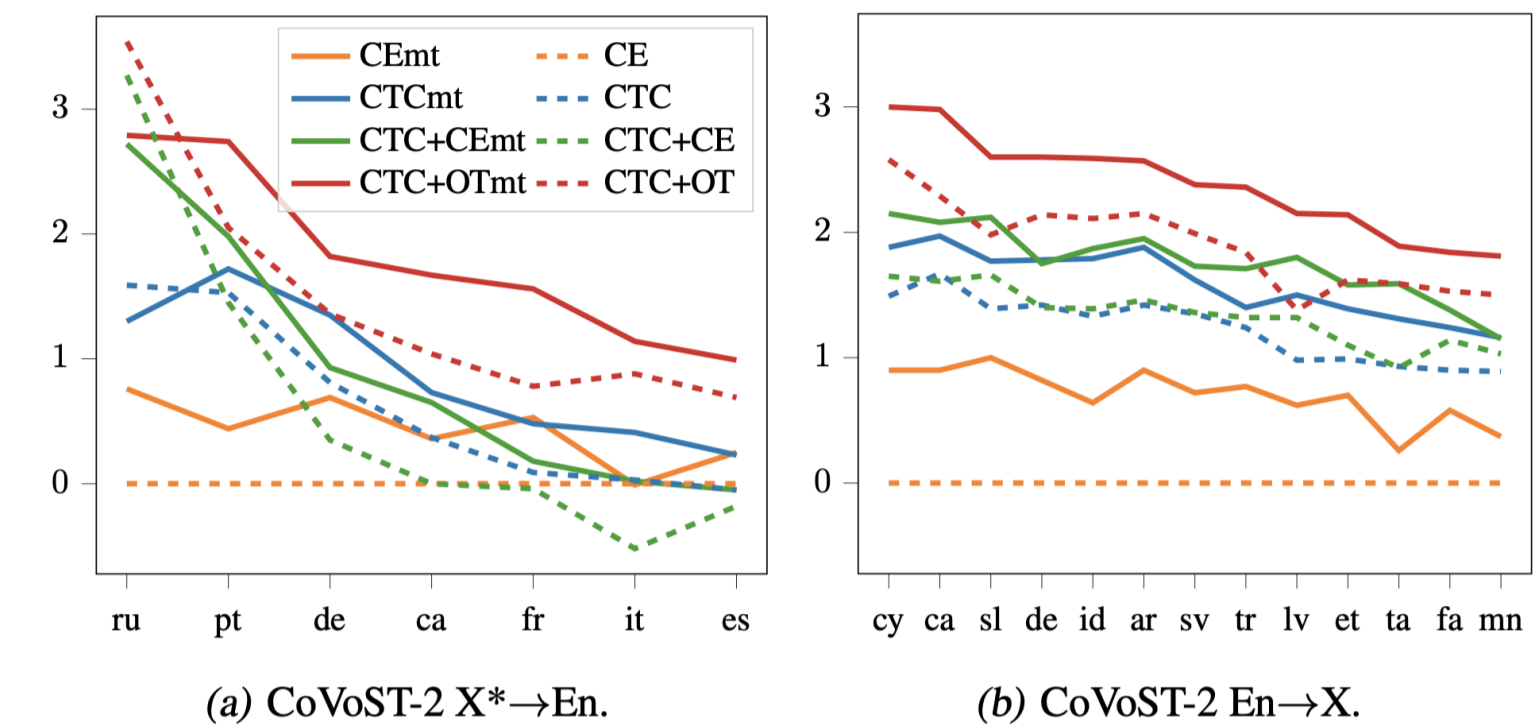 CEmt CE
CTCmt CTC
CTC+CEmt CTC+CE
CTC+OTmt CTC+OT
3
2
1
0
ru pt de ca fr it es
(a) CoVoST-2 X*→En.
3
2
1
0
cy ca sl de id ar sv tr lv et ta fa mn
(b) CoVoST-2 En→X.